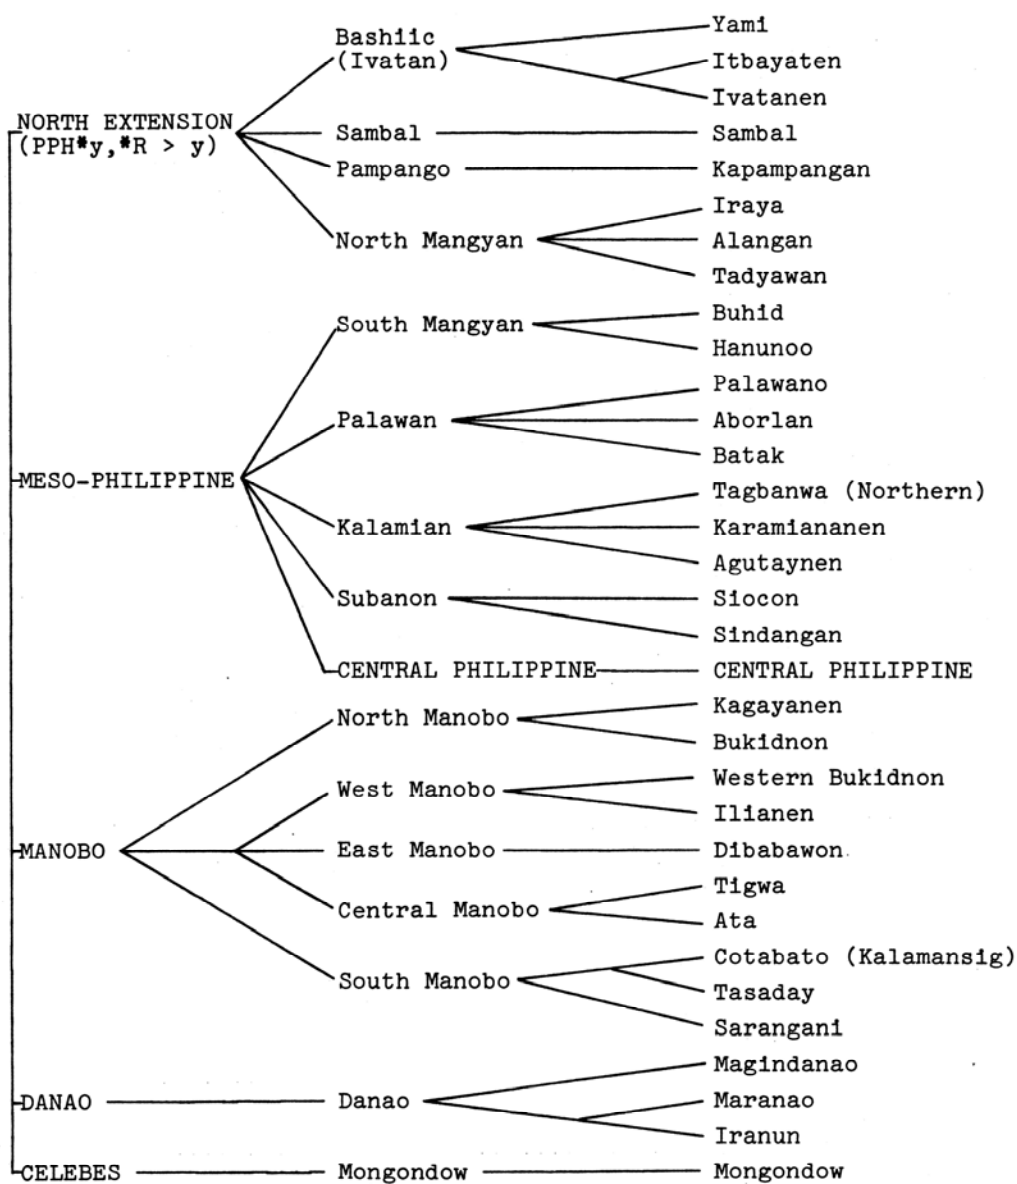 Yami
Bashiic
(Ivatan)
Itbayaten
Ivatanen
NORTH EXTENSION
(PPH*y,*R > y)
Sambal
Sambal
Pampango
Kapampangan
Iraya
North Mangyan
Alangan
Tadyawan
Buhid
South Mangyan
Hanunoo
Palawano
Palawan
Aborlan
Batak
MESO-PHILIPPINE
Tagbanwa (Northern)
Kalamian
Karamiananen
Agutaynen
Subanon
Siocon
Sindangan
CENTRAL PHILIPPINE
CENTRAL PHILIPPINE
Kagayanen
North Manobo
Bukidnon
Western Bukidnon
West Manobo
Ilianen
MANOBO
East Manobo
Dibabawon
Tigwa
Central Manobo
Ata
Cotabato (Kalamansig)
South Manobo
Tasaday
Sarangani
Magindanao
DANAO
Danao
Maranao
Iranun
CELEBES
Mongondow
Mongondow